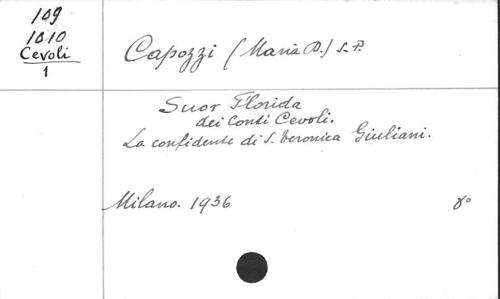 109
1010
Cevoli
1
Capozzi (Maria D.) S. P.
Suor Florida
dei Conti Cevoli.
La confidente di S. Veronica Giuliani.
Milano. 1936
8°